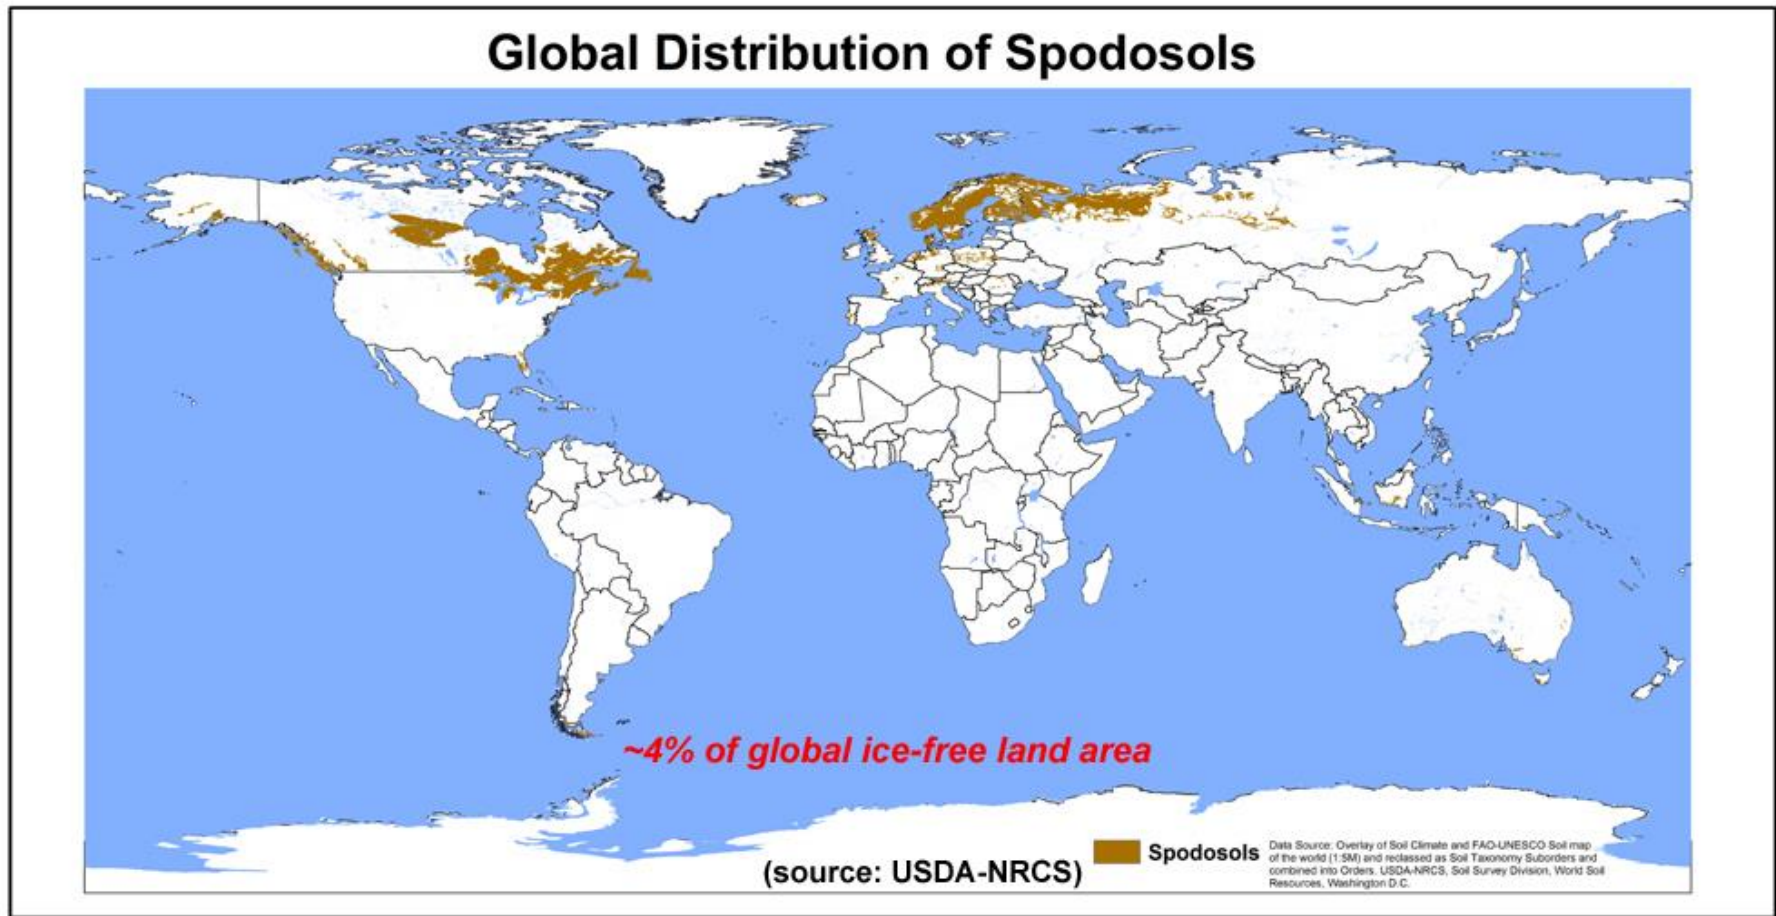 Global Distribution of Spodosols
~4% of global ice-free land area
(source: USDA-NRCS)
Spodosols
Data Source: Overlay of Soil Climate and FAO-UNESCO Soil map
of the world (1:5M) and reclassed as Soil Taxonomy Suborders and
combined into Orders. USDA-NRCS, Soil Survey Division, World Soil
Resources, Washington D.C.